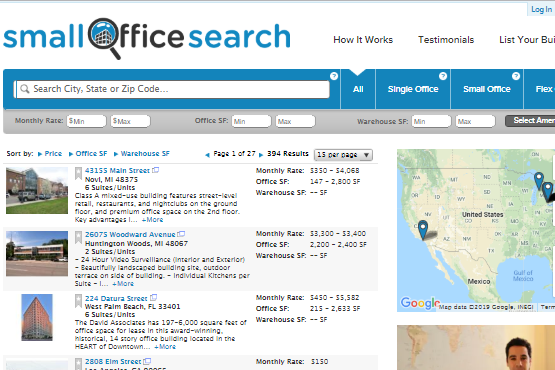 Log In
small office search
How It Works Testimonials List Your Bui
Search City, State or Zip Code...
?
All Single Office ? Small Office ? Flex
Monthly Rate: $Min $Max Office SF: Min Max Warehouse SF: Min Max Select Amer
Sort by: Price Office SF Warehouse SF Page 1 of 27 394 Results 15 per page
43155 Main Street
Novi, MI 48375
6 Suites/Units
Class A mixed-use building features street-level
retail, restaurants, and nightclubs on the ground
floor, and premium office space on the 2nd floor.
Key advantages i... +More
Monthly Rate: $350 - $4,068
Office SF: 147 - 2,800 SF
Warehouse SF: -- SF
26075 Woodward Avenue
Huntington Woods, MI 48067
2 Suites/Units
- 24 Hour Video Surveillance (Interior and Exterior)
- Beautifully landscaped building site, outdoor
terrace on side of building. - Individual Kitchens per
Suite - I... +More
Monthly Rate: $3,300 - $3,400
Office SF: 2,200 - 2,400 SF
Warehouse SF: -- SF
224 Datura Street
West Palm Beach, FL 33401
6 Suites/Units
The David Associates has 197-6,000 square feet of
office space for lease in this award-winning,
historical, 14 story office building located in the
HEART of Downtown... +More
Monthly Rate: $450 - $5,582
Office SF: 215 - 2,633 SF
Warehouse SF: -- SF
2808 Elm Street
Monthly Rate: $150
United States
Mexico
Gulf of
Mexico
Google
Map data ©2019 Google, INEGI Term